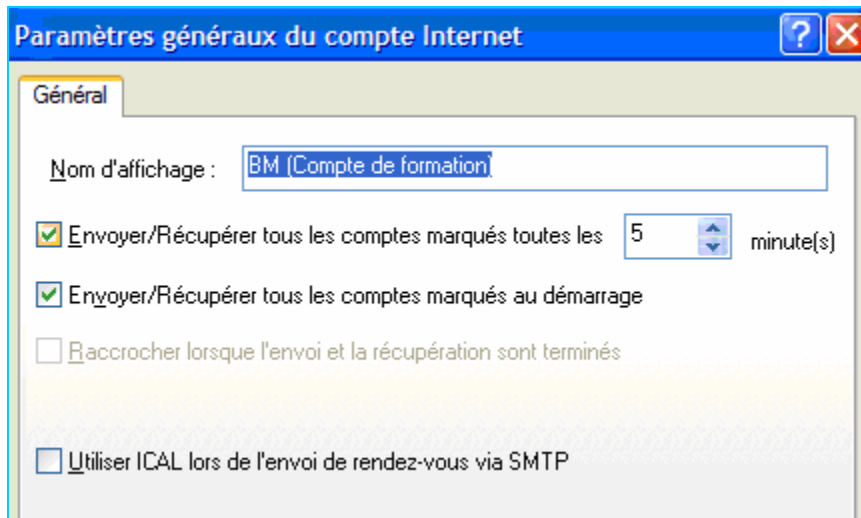 Paramètres généraux du compte Internet
Général
Nom d'affichage : BM (Compte de formation)
Envoyer/Récupérer tous les comptes marqués toutes les 5 minute(s)
Envoyer/Récupérer tous les comptes marqués au démarrage
Raccrocher lorsque l'envoi et la récupération sont terminés
Utiliser ICAL lors de l'envoi de rendez-vous via SMTP